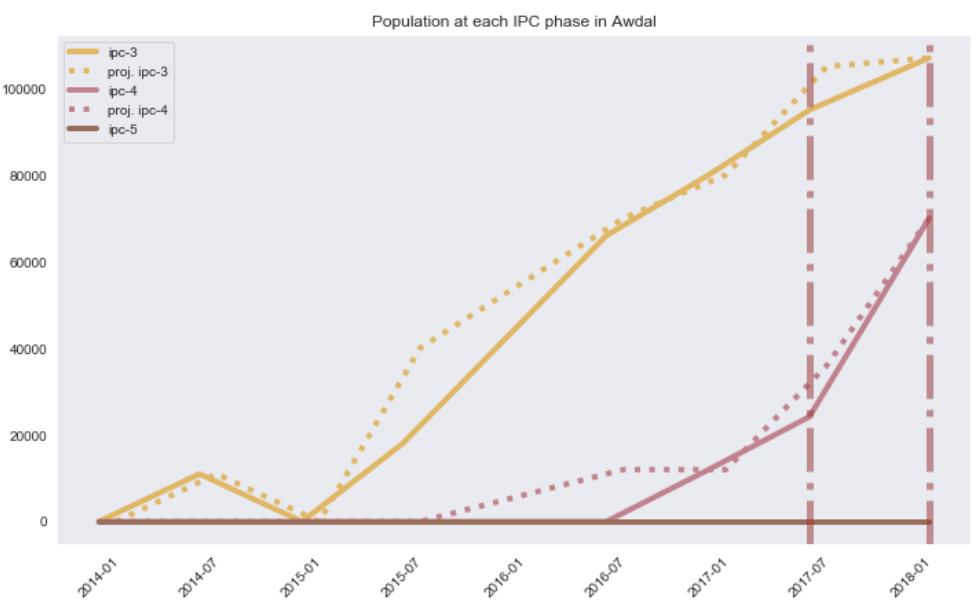 Population at each IPC phase in Awdal
ipc-3
proj. ipc-3
ipc-4
proj. ipc-4
ipc-5
100000
80000
60000
40000
20000
0
2014-01
2014-07
2015-01
2015-07
2016-01
2016-07
2017-01
2017-07
2018-01